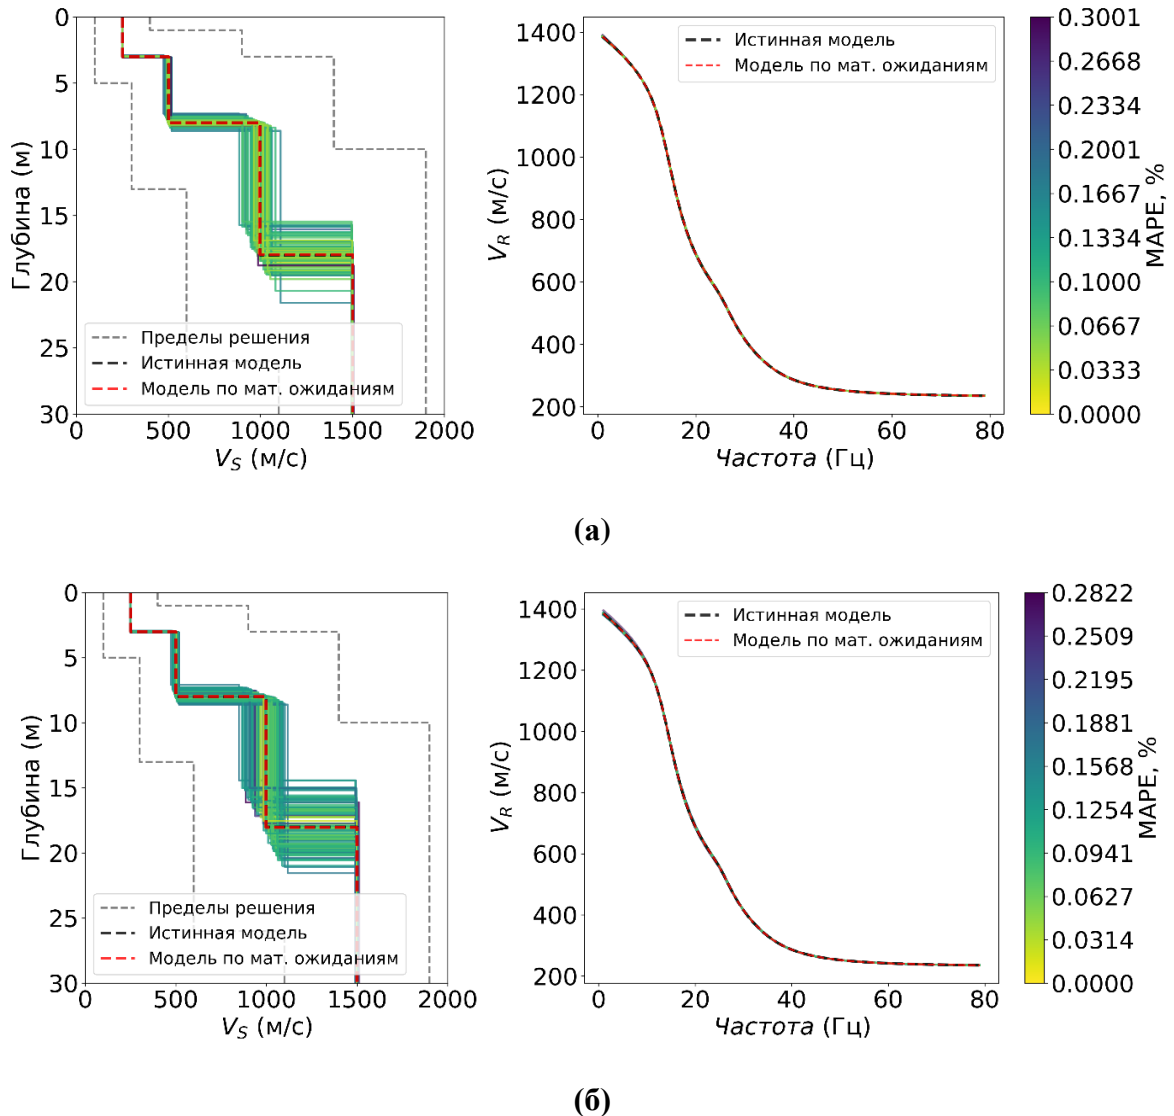 0
5
10
15
20
25
30
Глубина (м)
0 500 1000 1500 2000
V_S (м/с)
Пределы решения
Истинная модель
Модель по мат. ожиданиям
1400
1200
1000
800
600
400
200
V_R (м/с)
0 20 40 60 80
Частота (Гц)
Истинная модель
Модель по мат. ожиданиям
0.3001
0.2668
0.2334
0.2001
0.1667
0.1334
0.1000
0.0667
0.0333
0.0000
MAPE, %
(а)
0
5
10
15
20
25
30
Глубина (м)
0 500 1000 1500 2000
V_S (м/с)
Пределы решения
Истинная модель
Модель по мат. ожиданиям
1400
1200
1000
800
600
400
200
V_R (м/с)
0 20 40 60 80
Частота (Гц)
Истинная модель
Модель по мат. ожиданиям
0.2822
0.2509
0.2195
0.1881
0.1568
0.1254
0.0941
0.0627
0.0314
0.0000
MAPE, %
(б)